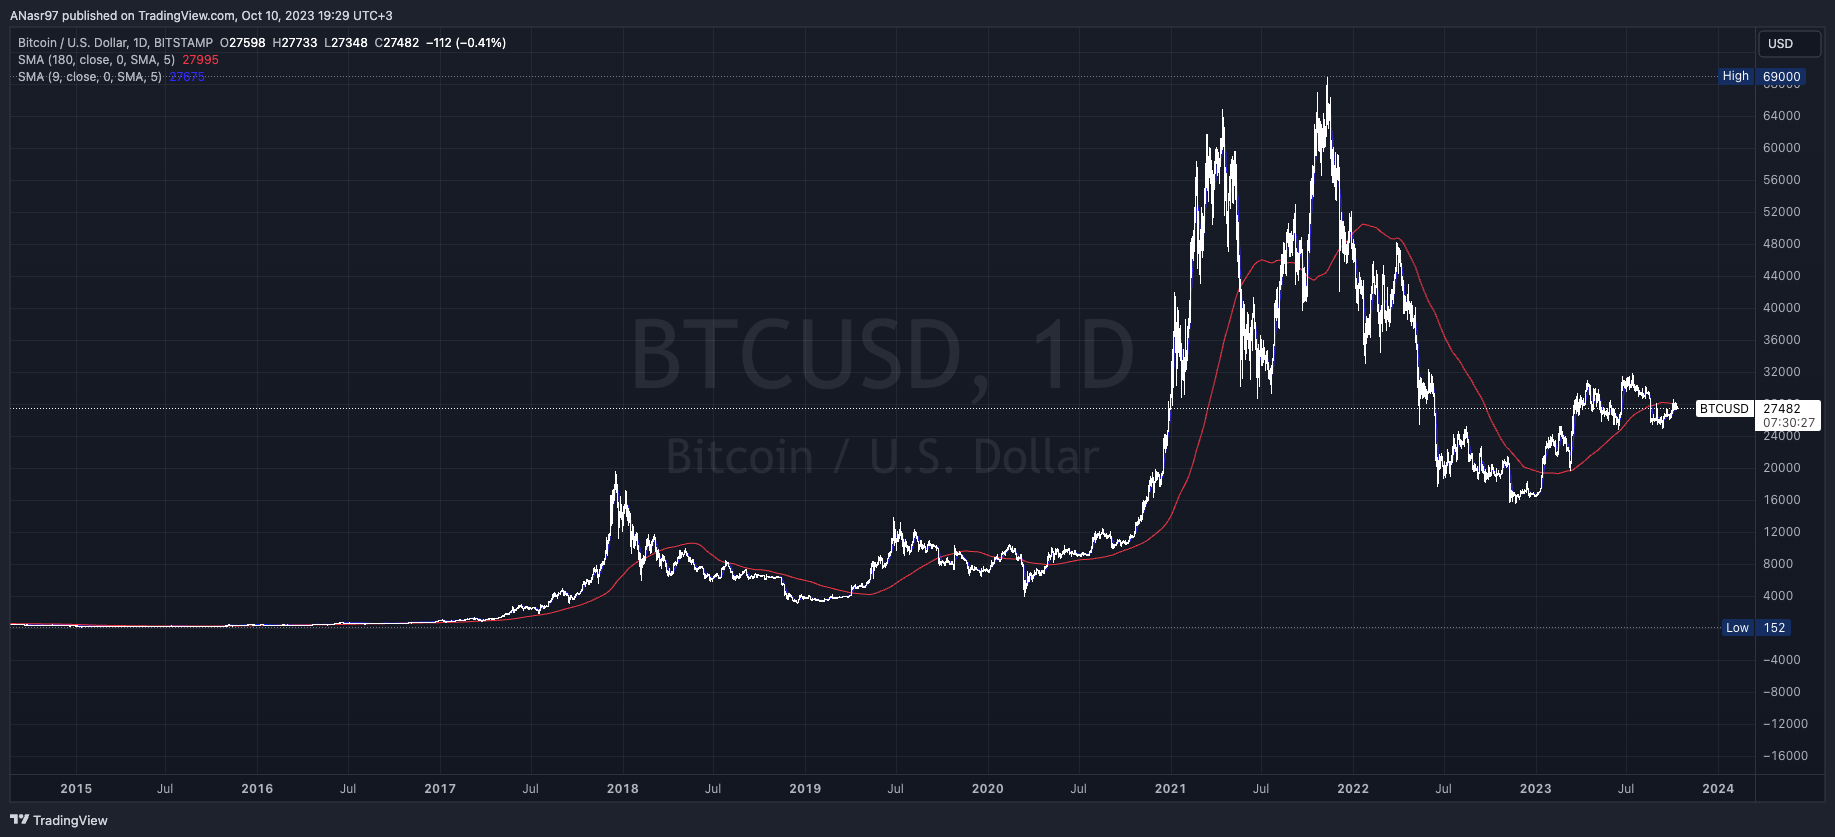 ANasr97 published on TradingView.com, Oct 10, 2023 19:29 UTC+3
Bitcoin / U.S. Dollar, 1D, BITSTAMP O27598 H27733 L27348 C27482 −112 (−0.41%)
SMA (180, close, 0, SMA, 5) 27995
SMA (9, close, 0, SMA, 5) 27675
USD
High 69000
68000
64000
60000
56000
52000
48000
44000
40000
36000
32000
BTCUSD 27482
07:30:27
24000
20000
16000
12000
8000
4000
Low 152
−4000
−8000
−12000
−16000
BTCUSD, 1D
Bitcoin / U.S. Dollar
2015 Jul 2016 Jul 2017 Jul 2018 Jul 2019 Jul 2020 Jul 2021 Jul 2022 Jul 2023 Jul 2024
TradingView